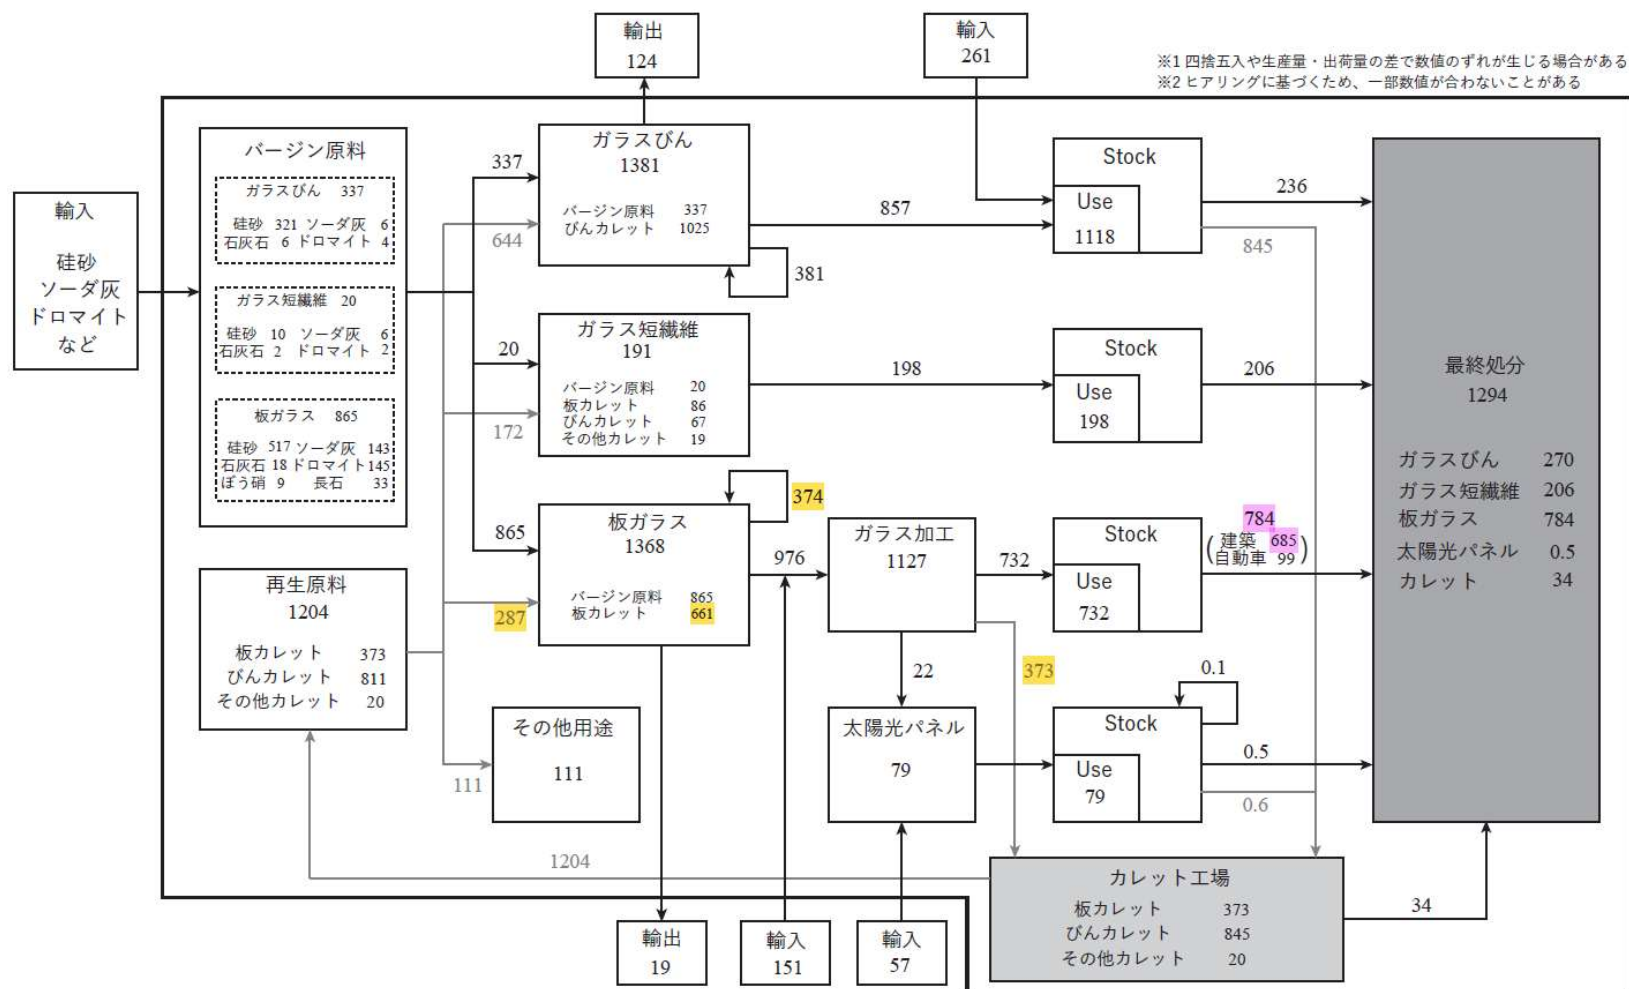 輸出
124
輸入
261
※1 四捨五入や生産量・出荷量の差で数値のずれが生じる場合がある
※2 ヒアリングに基づくため、一部数値が合わないことがある
輸入
硅砂
ソーダ灰
ドロマイト
など
バージン原料
ガラスびん 337
硅砂 321 ソーダ灰 6
石灰石 6 ドロマイト 4
ガラス短繊維 20
硅砂 10 ソーダ灰 6
石灰石 2 ドロマイト 2
板ガラス 865
硅砂 517 ソーダ灰 143
石灰石 18 ドロマイト 145
ぼう硝 9 長石 33
再生原料
1204
板カレット 373
びんカレット 811
その他カレット 20
337
644
20
172
865
287
111
ガラスびん
1381
バージン原料 337
びんカレット 1025
381
857
ガラス短繊維
191
バージン原料 20
板カレット 86
びんカレット 67
その他カレット 19
198
374
板ガラス
1368
バージン原料 865
板カレット 661
976
ガラス加工
1127
732
22
373
その他用途
111
太陽光パネル
79
Stock
Use
1118
236
845
Stock
Use
198
206
Stock
Use
732
784
(建築 685
自動車 99)
Stock
Use
79
0.1
0.5
0.6
最終処分
1294
ガラスびん 270
ガラス短繊維 206
板ガラス 784
太陽光パネル 0.5
カレット 34
1204
カレット工場
板カレット 373
びんカレット 845
その他カレット 20
34
輸出
19
輸入
151
輸入
57